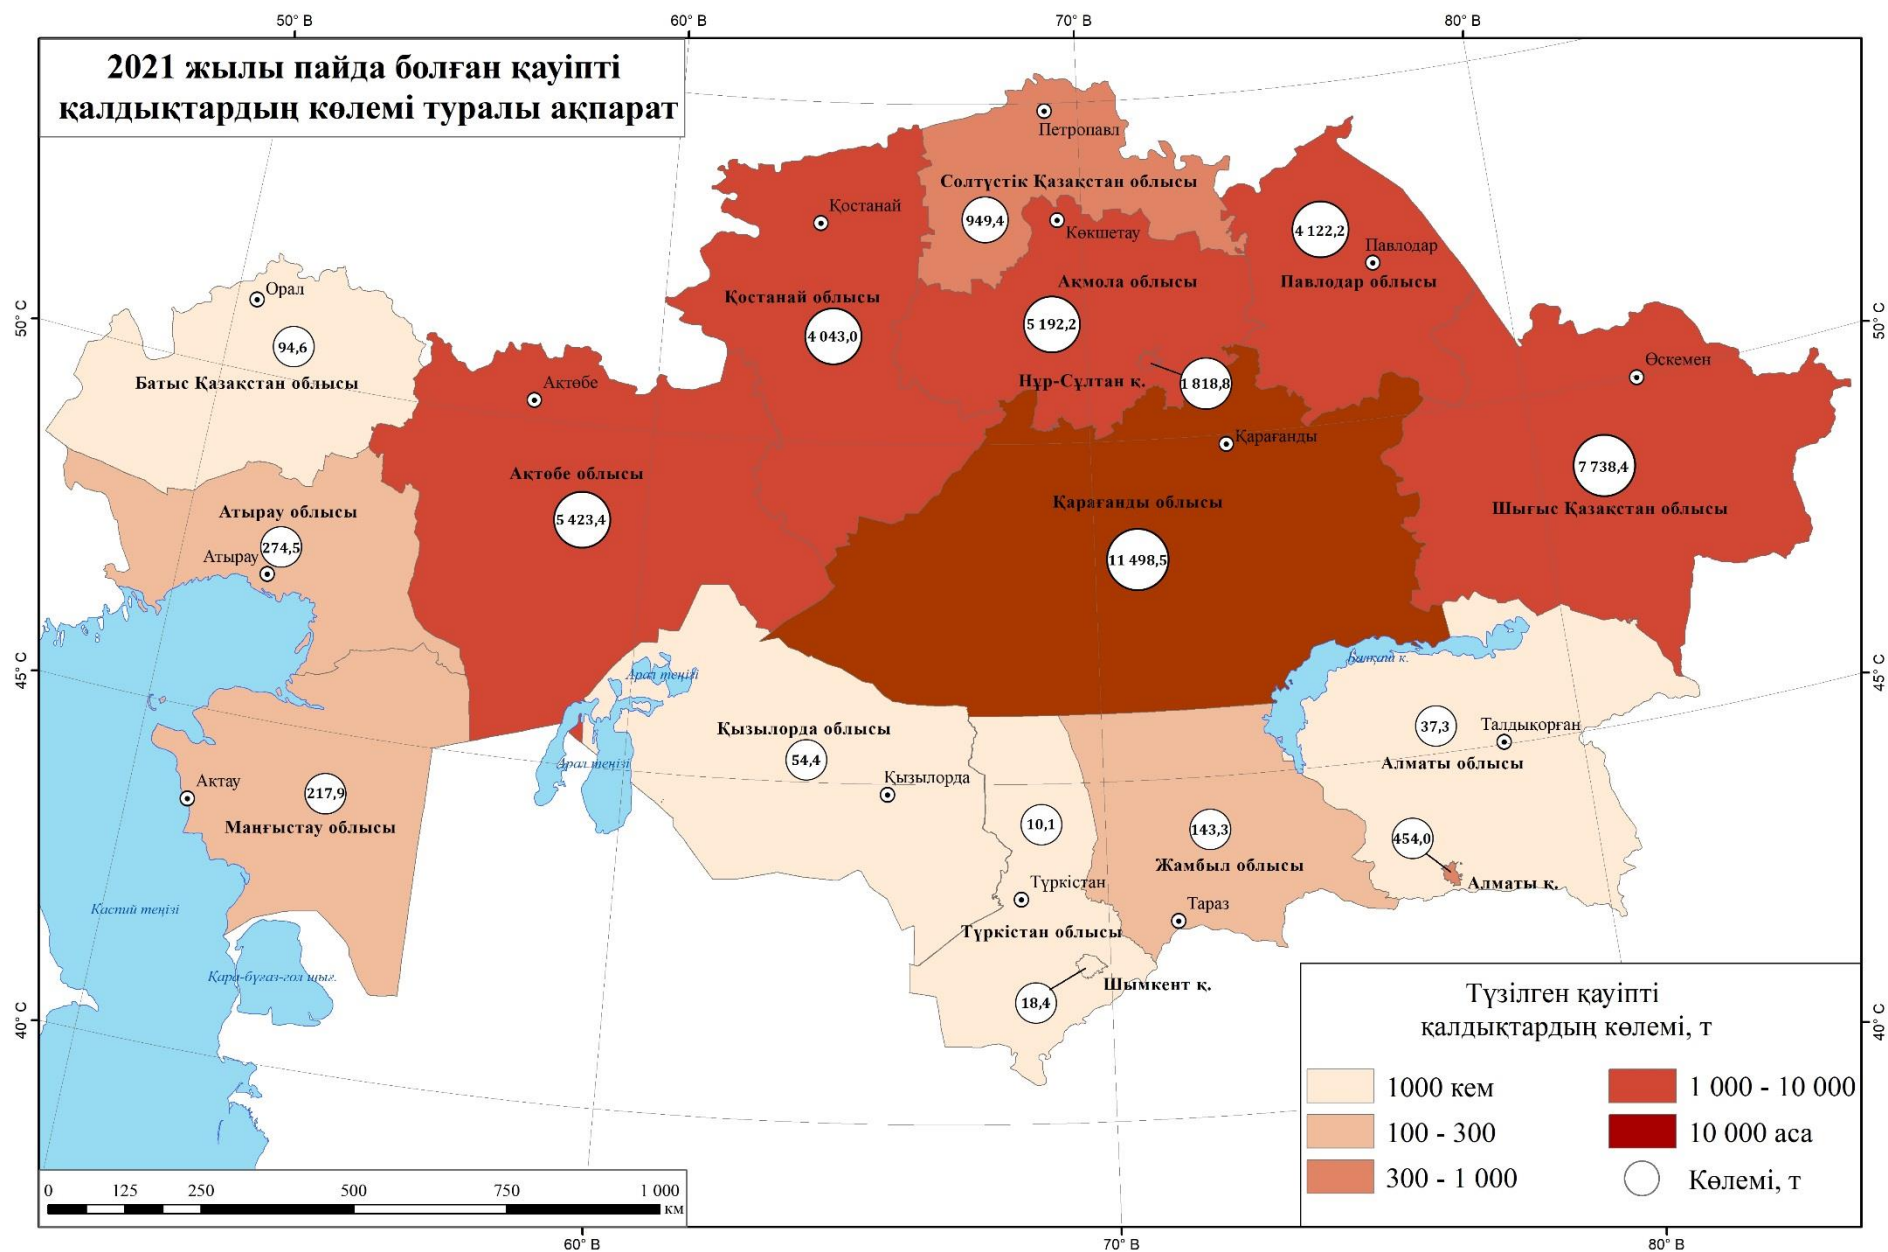 50° В
60° В
70° В
80° В
2021 жылы пайда болған қауіпті
қалдықтардың көлемі туралы ақпарат
Петропавл
Солтүстік Қазақстан облысы
949,4
Қостанай
Көкшетау
4 122,2
Павлодар
Павлодар облысы
Ақмола облысы
Қостанай облысы
4 043,0
5 192,2
Орал
94,6
Батыс Қазақстан облысы
50° С
50° С
Нұр-Сұлтан қ.
1 818,8
Өскемен
Ақтөбе
Қарағанды
Ақтөбе облысы
5 423,4
7 738,4
Шығыс Қазақстан облысы
Қарағанды облысы
11 498,5
Атырау облысы
274,5
Атырау
45° С
45° С
Арал теңізі
Балқаш к.
Қызылорда облысы
54,4
Қызылорда
Арал теңізі
37,3
Талдықорған
Алматы облысы
Ақтау
217,9
Маңғыстау облысы
10,1
143,3
Жамбыл облысы
454,0
Алматы қ.
Түркістан
Тараз
Түркістан облысы
Каспий теңізі
Қара-бұғаз-гол шығ.
Шымкент қ.
18,4
40° С
40° С
Түзілген қауіпті
қалдықтардың көлемі, т
1000 кем
100 - 300
300 - 1 000
1 000 - 10 000
10 000 аса
Көлемі, т
0 125 250 500 750 1 000
км
60° В
70° В
80° В